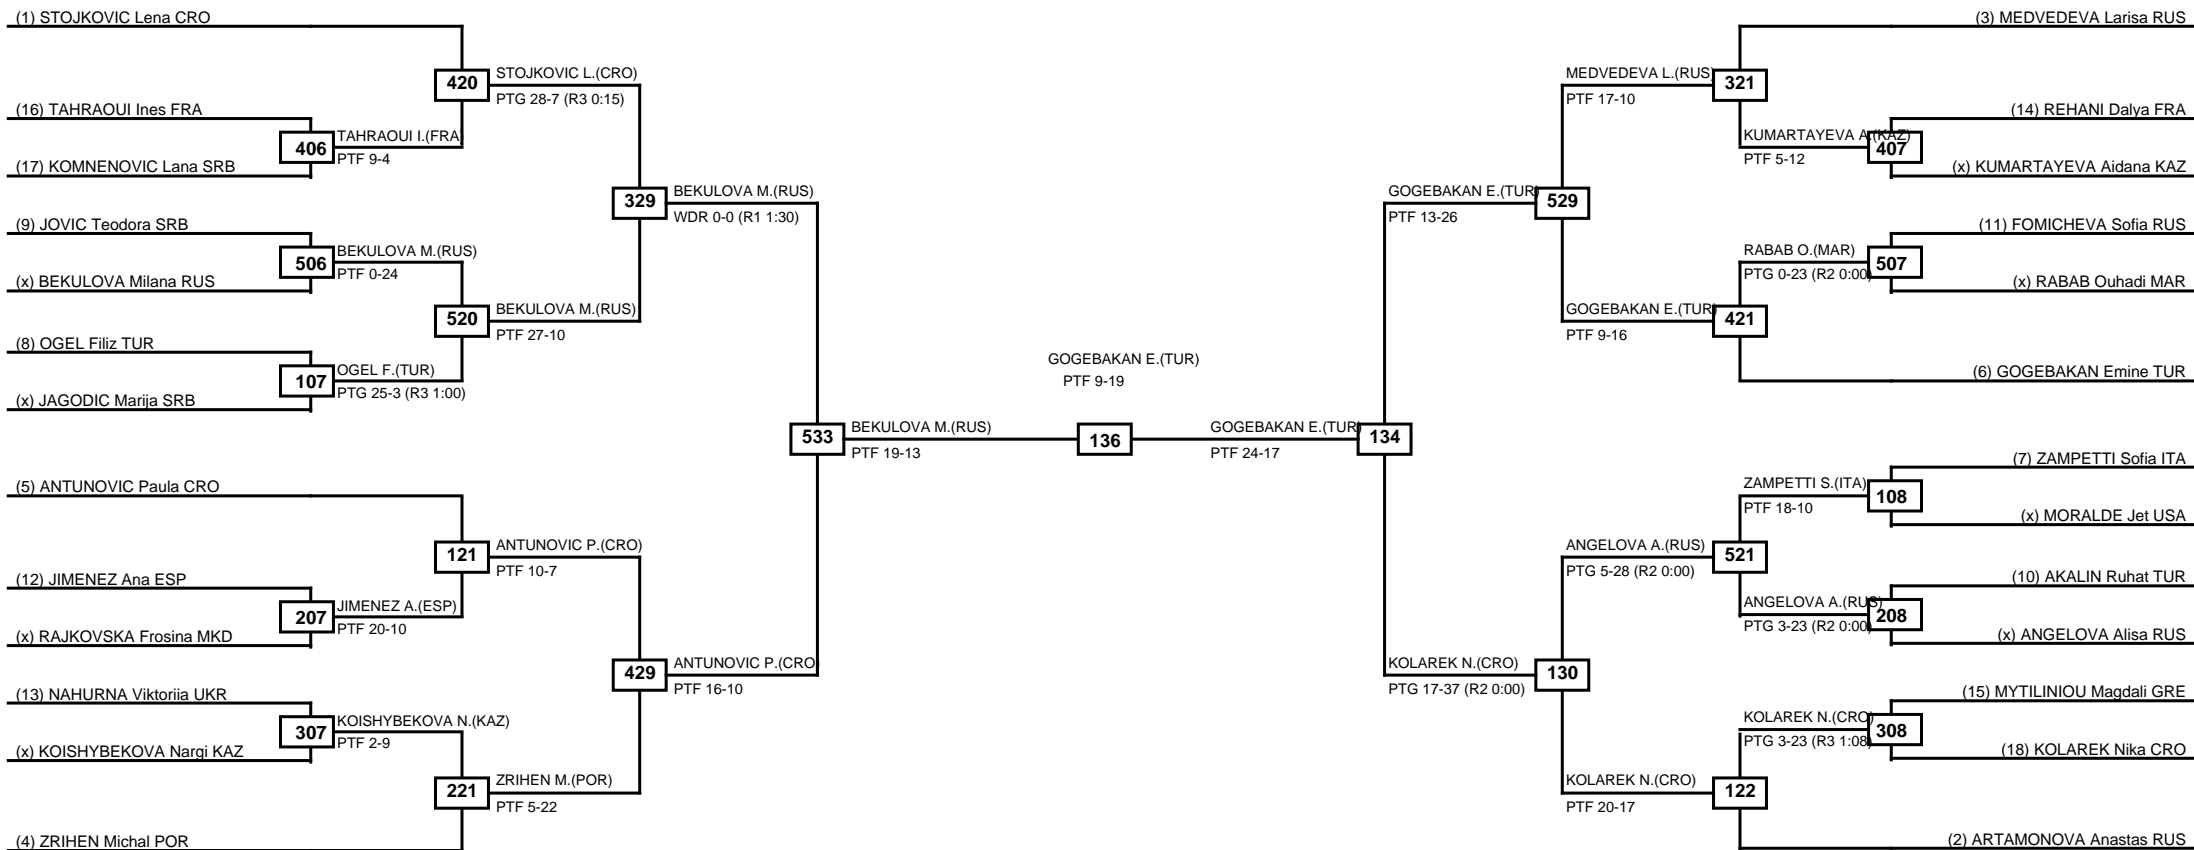 (1) STOJKOVIC Lena CRO
(3) MEDVEDEVA Larisa RUS
420
STOJKOVIC L.(CRO)
PTG 28-7 (R3 0:15)
MEDVEDEVA L.(RUS)
PTF 17-10
321
(16) TAHRAOUI Ines FRA
(14) REHANI Dalya FRA
406
TAHRAOUI I.(FRA)
PTF 9-4
KUMARTAYEVA A.(KAZ)
PTF 5-12
407
(17) KOMNENOVIC Lana SRB
(x) KUMARTAYEVA Aidana KAZ
329
BEKULOVA M.(RUS)
WDR 0-0 (R1 1:30)
GOGEBAKAN E.(TUR)
PTF 13-26
529
(9) JOVIC Teodora SRB
(11) FOMICHEVA Sofia RUS
506
BEKULOVA M.(RUS)
PTF 0-24
RABAB O.(MAR)
PTG 0-23 (R2 0:00)
507
(x) BEKULOVA Milana RUS
(x) RABAB Ouhadi MAR
520
BEKULOVA M.(RUS)
PTF 27-10
GOGEBAKAN E.(TUR)
PTF 9-16
421
(8) OGEL Filiz TUR
GOGEBAKAN E.(TUR)
PTF 9-19
107
OGEL F.(TUR)
PTG 25-3 (R3 1:00)
(6) GOGEBAKAN Emine TUR
(x) JAGODIC Marija SRB
533
BEKULOVA M.(RUS)
PTF 19-13
136
GOGEBAKAN E.(TUR)
PTF 24-17
134
(5) ANTUNOVIC Paula CRO
(7) ZAMPETTI Sofia ITA
ZAMPETTI S.(ITA)
PTF 18-10
108
(x) MORALDE Jet USA
121
ANTUNOVIC P.(CRO)
PTF 10-7
ANGELOVA A.(RUS)
PTG 5-28 (R2 0:00)
521
(12) JIMENEZ Ana ESP
(10) AKALIN Ruhat TUR
207
JIMENEZ A.(ESP)
PTF 20-10
ANGELOVA A.(RUS)
PTG 3-23 (R2 0:00)
208
(x) RAJKOVSKA Frosina MKD
(x) ANGELOVA Alisa RUS
429
ANTUNOVIC P.(CRO)
PTF 16-10
KOLAREK N.(CRO)
PTG 17-37 (R2 0:00)
130
(13) NAHURNA Viktoriia UKR
(15) MYTILINIOU Magdali GRE
307
KOISHYBEKOVA N.(KAZ)
PTF 2-9
KOLAREK N.(CRO)
PTG 3-23 (R3 1:08)
308
(x) KOISHYBEKOVA Nargi KAZ
(18) KOLAREK Nika CRO
221
ZRIHEN M.(POR)
PTF 5-22
KOLAREK N.(CRO)
PTF 20-17
122
(4) ZRIHEN Michal POR
(2) ARTAMONOVA Anastas RUS